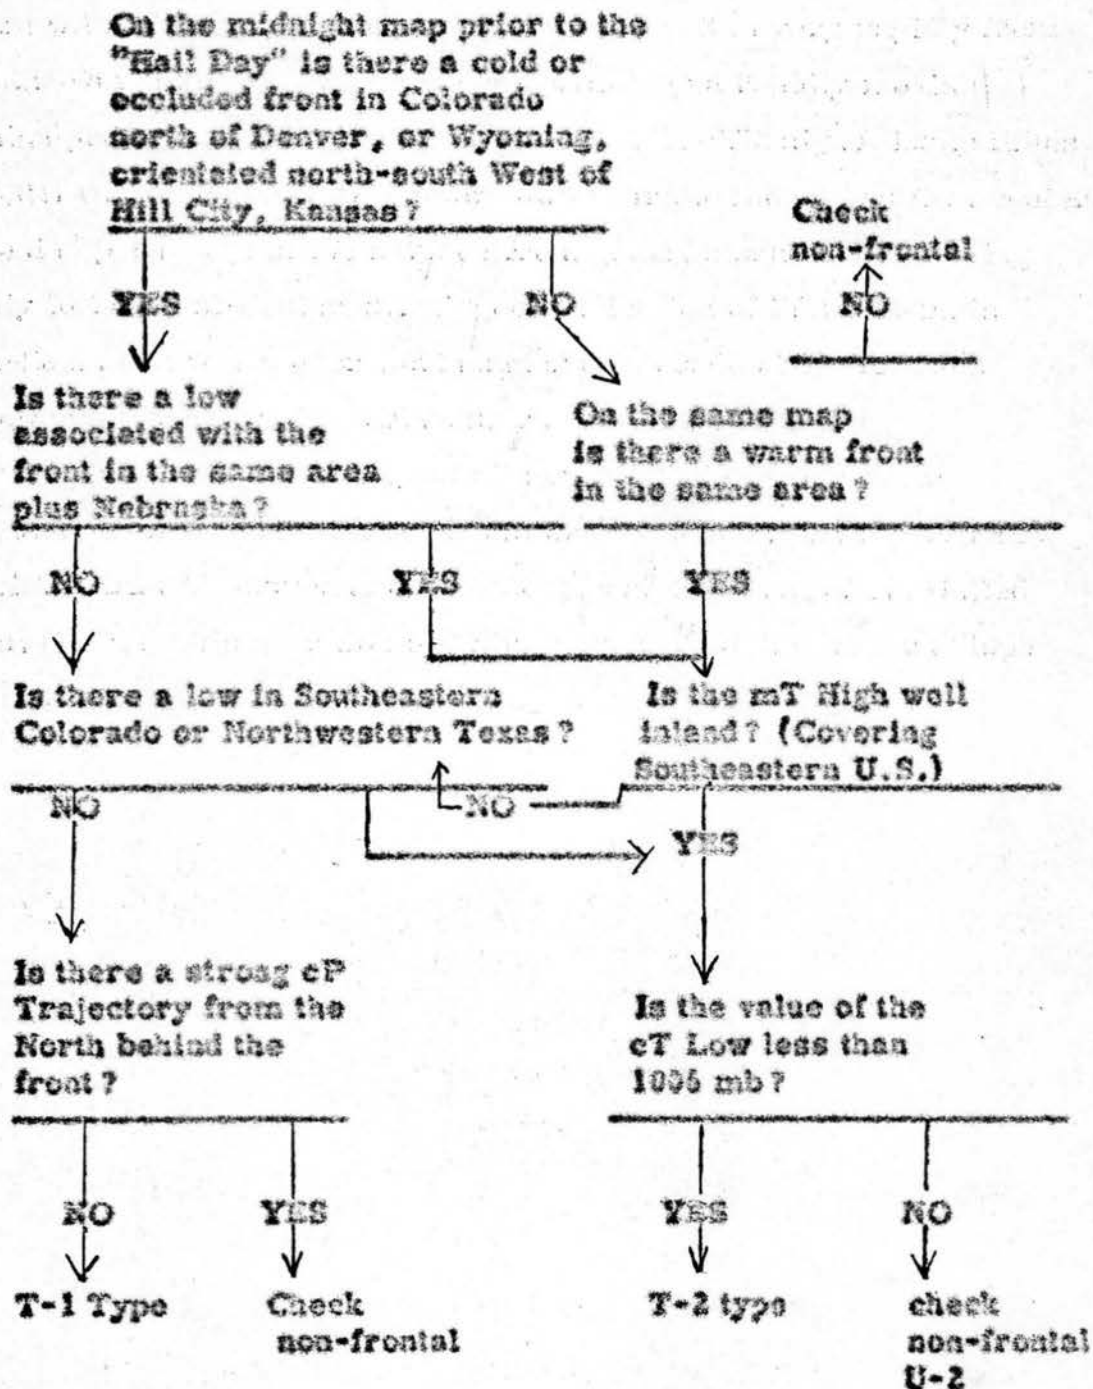 On the midnight map prior to the
"Hail Day" is there a cold or
occluded front in Colorado
north of Denver, or Wyoming,
orientated north-south West of
Hill City, Kansas?
Check
non-frontal
YES
NO
NO
Is there a low
associated with the
front in the same area
plus Nebraska?
On the same map
is there a warm front
in the same area?
NO
YES
YES
Is there a low in Southeastern
Colorado or Northwestern Texas?
Is the mT High well
inland? (Covering
Southeastern U.S.)
NO
NO
YES
Is there a strong cP
Trajectory from the
North behind the
front?
Is the value of the
cT Low less than
1006 mb?
NO
YES
YES
NO
T-1 Type
Check
non-frontal
T-2 type
check
non-frontal
U-2